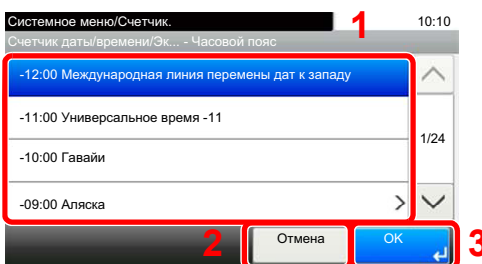 Системное меню/Счетчик.
1
10:10
Счетчик даты/времени/Эк... - Часовой пояс
-12:00 Международная линия перемены дат к западу
-11:00 Универсальное время -11
1/24
-10:00 Гавайи
-09:00 Аляска
2
Отмена
OK
3